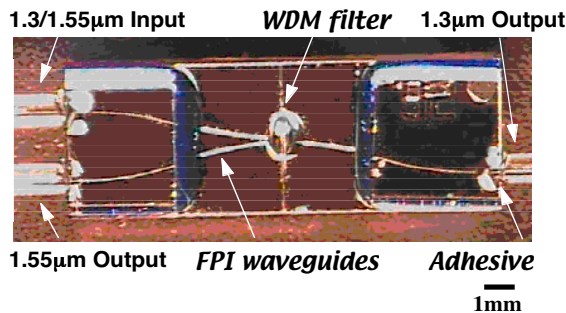 1.3/1.55µm Input
WDM filter
1.3µm Output
1.55µm Output
FPI waveguides
Adhesive
1mm